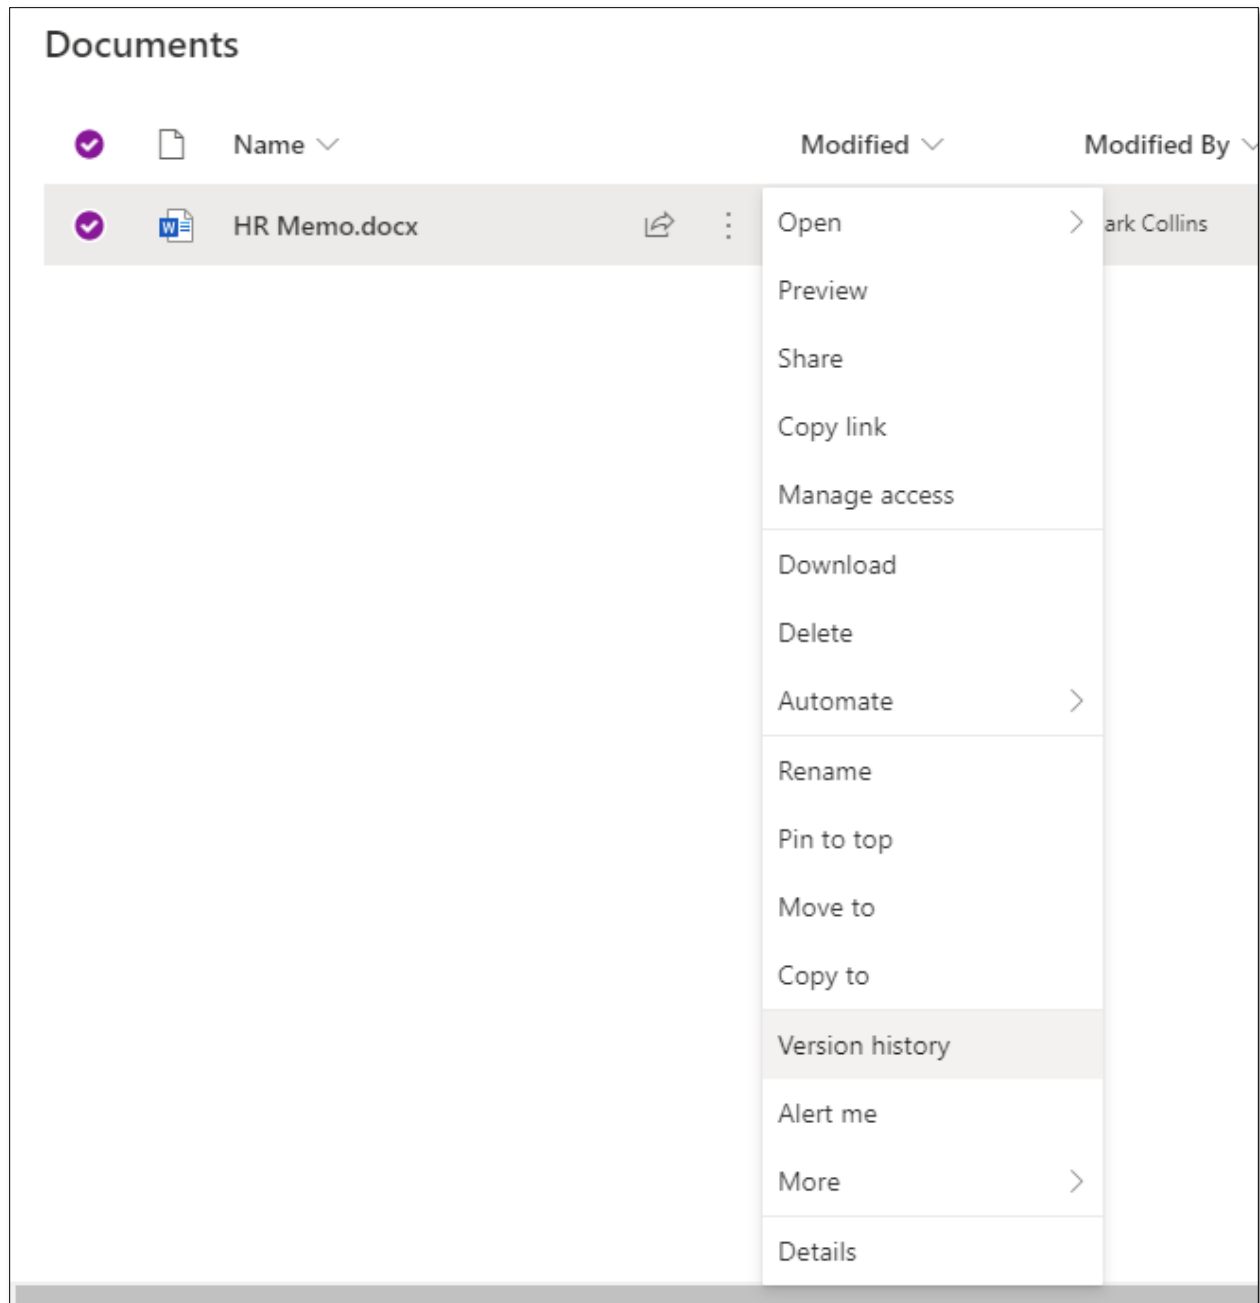 Documents
Name Modified Modified By
HR Memo.docx
ark Collins
Open
Preview
Share
Copy link
Manage access
Download
Delete
Automate
Rename
Pin to top
Move to
Copy to
Version history
Alert me
More
Details